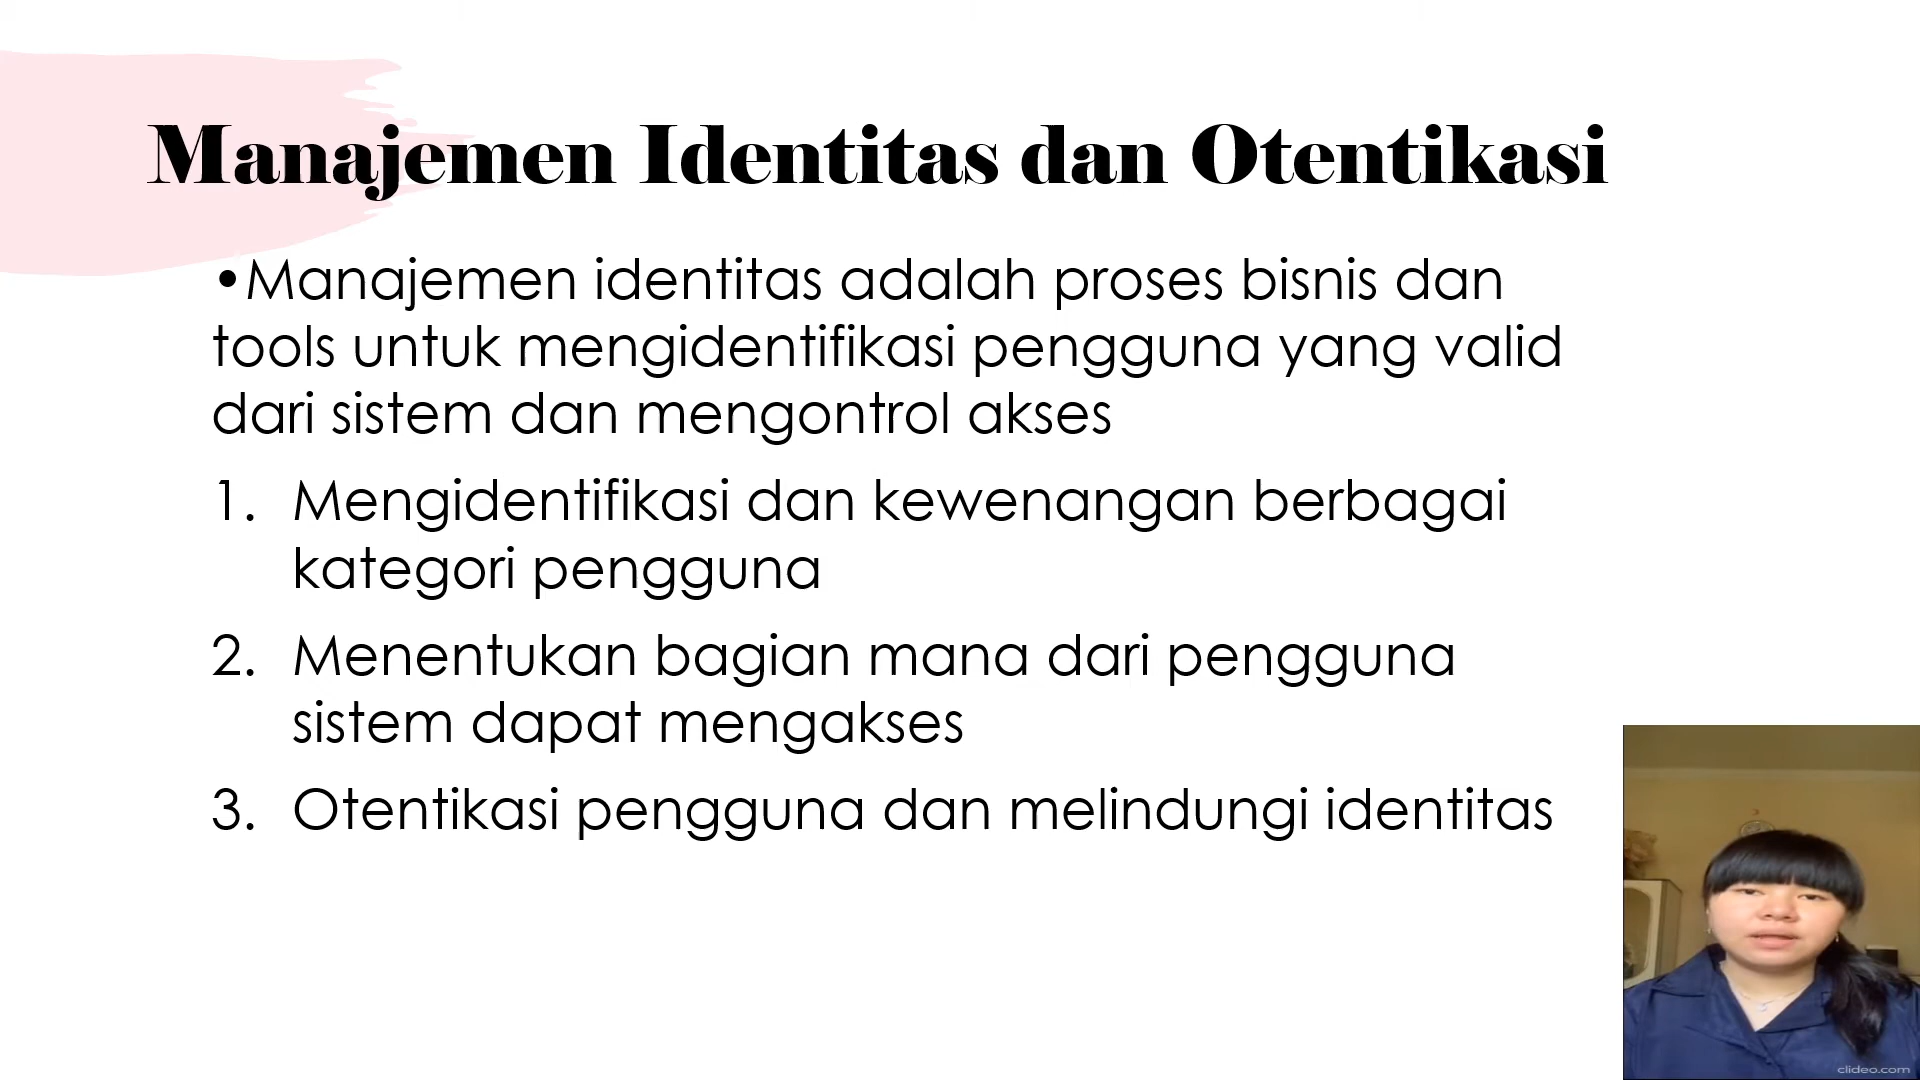 Manajemen Identitas dan Otentikasi
•Manajemen identitas adalah proses bisnis dan
tools untuk mengidentifikasi pengguna yang valid
dari sistem dan mengontrol akses
1. Mengidentifikasi dan kewenangan berbagai
kategori pengguna
2. Menentukan bagian mana dari pengguna
sistem dapat mengakses
3. Otentikasi pengguna dan melindungi identitas
clideo.com